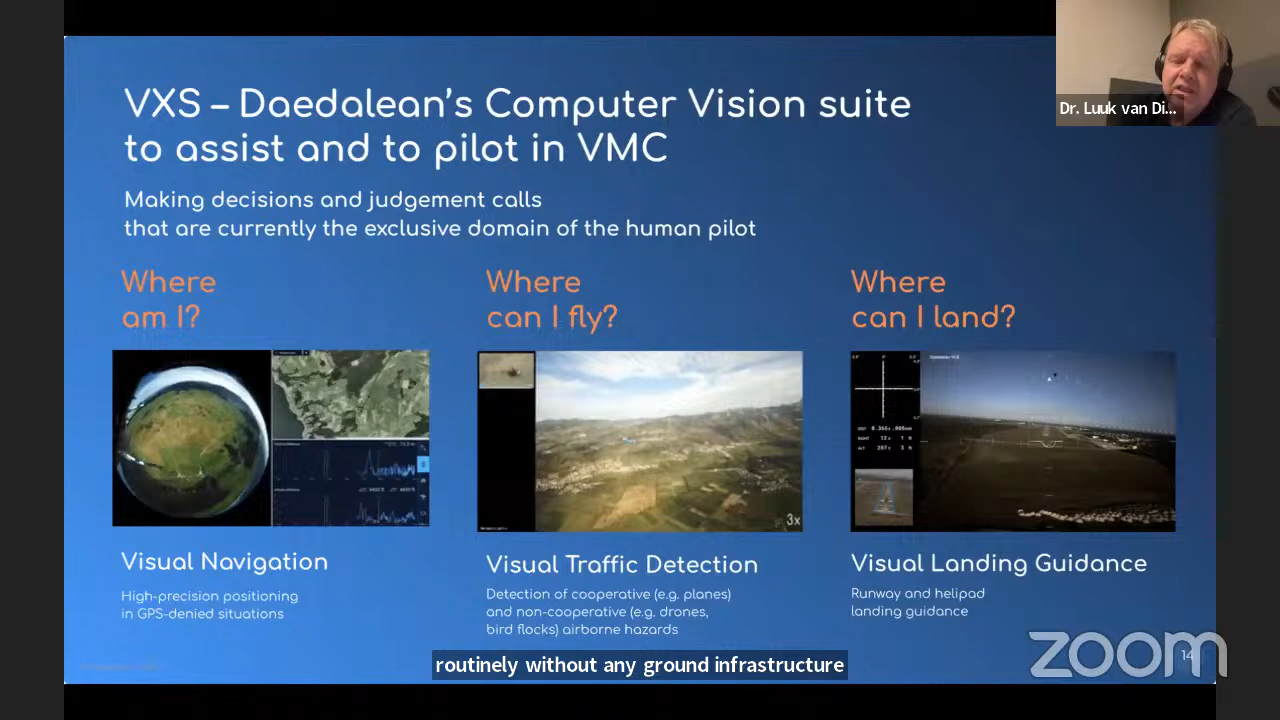 VXS – Daedalean's Computer Vision suite
to assist and to pilot in VMC
Dr. Luuk van Di...
Making decisions and judgement calls
that are currently the exclusive domain of the human pilot
Where
am I?
Where
can I fly?
Where
can I land?
3x
Visual Navigation
High-precision positioning
in GPS-denied situations
Visual Traffic Detection
Detection of cooperative (e.g. planes)
and non-cooperative (e.g. drones,
bird flocks) airborne hazards
Visual Landing Guidance
Runway and helipad
landing guidance
routinely without any ground infrastructure
zoom
14